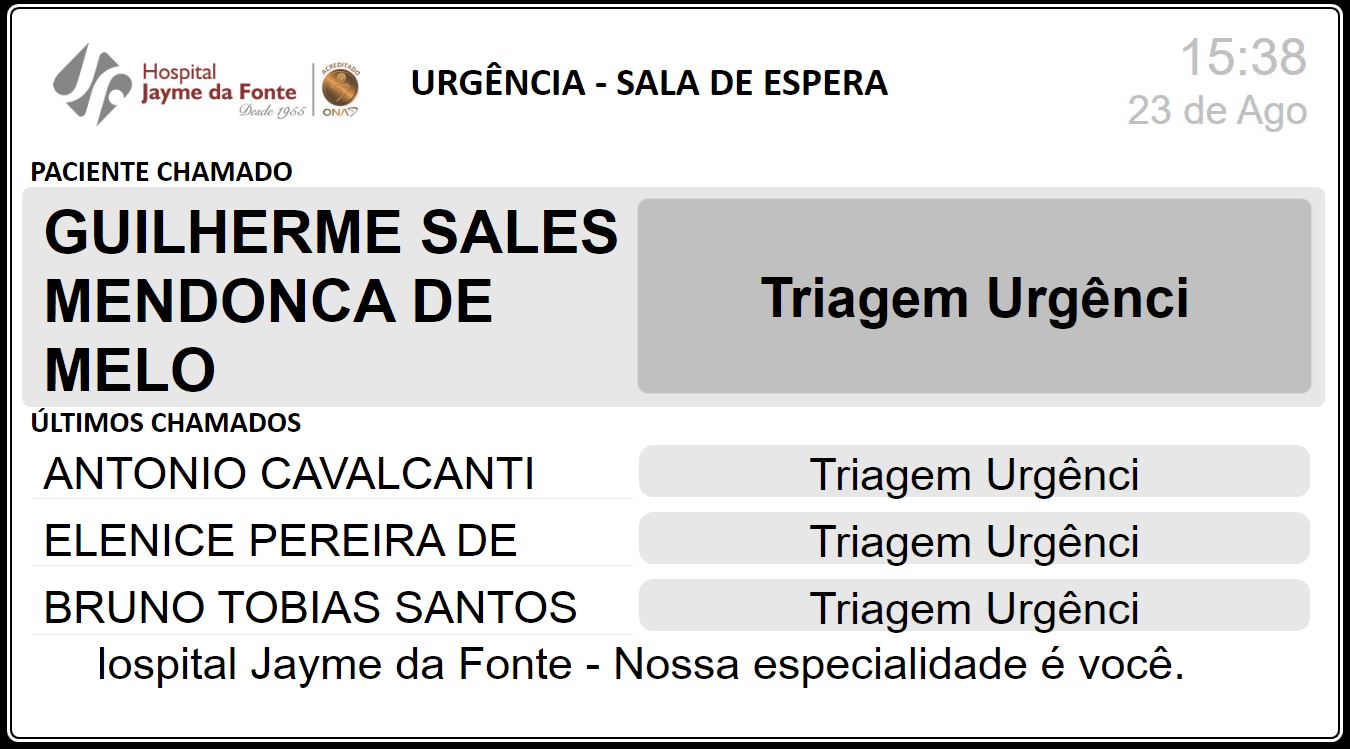 Hospital
Jayme da Fonte
Desde 1955
ACREDITADO
ONA
URGÊNCIA - SALA DE ESPERA
15:38
23 de Ago
PACIENTE CHAMADO
GUILHERME SALES
MENDONCA DE
MELO
Triagem Urgênci
ÚLTIMOS CHAMADOS
ANTONIO CAVALCANTI
Triagem Urgênci
ELENICE PEREIRA DE
Triagem Urgênci
BRUNO TOBIAS SANTOS
Triagem Urgênci
lospital Jayme da Fonte - Nossa especialidade é você.